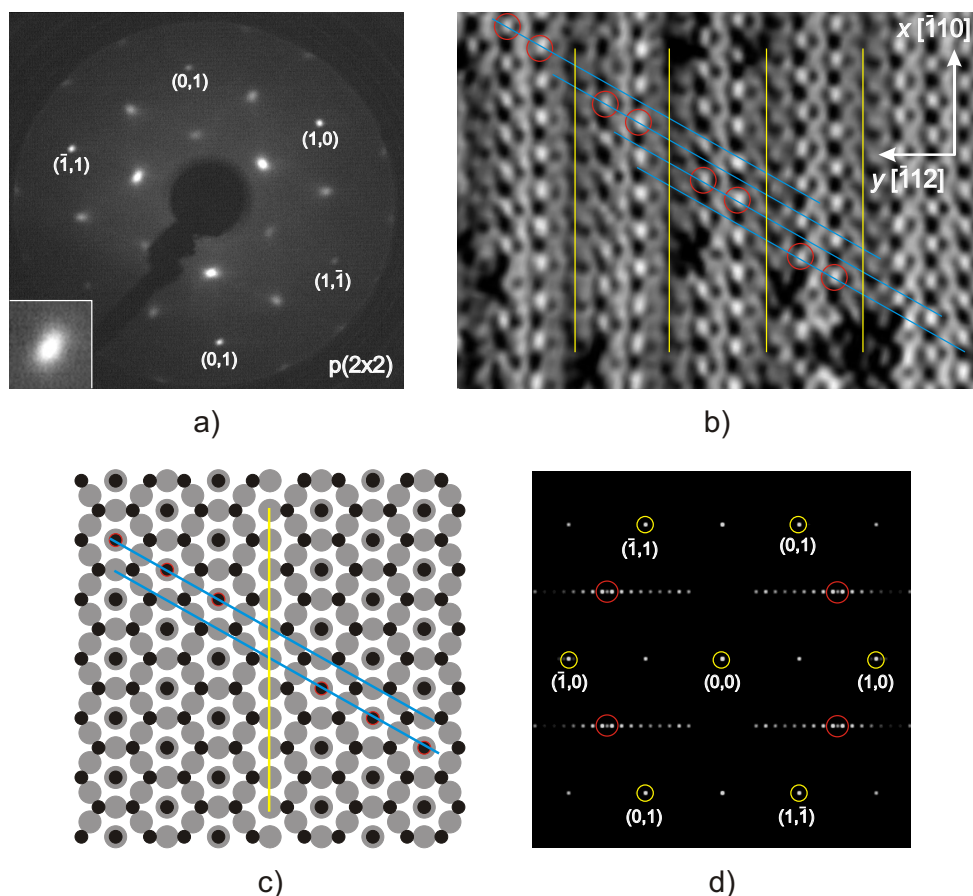 (0,1)
(1,0)
(1̅,1)
(1,1̅)
(0,1)
p(2x2)
a)
x [1̅10]
y [1̅12]
b)
c)
(1̅,1)
(0,1)
(1̅,0)
(0,0)
(1,0)
(0,1)
(1,1̅)
d)